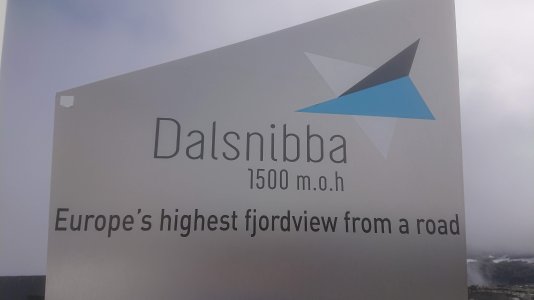 Dalsnibba
1500 m.o.h
Europe's highest fjordview from a road